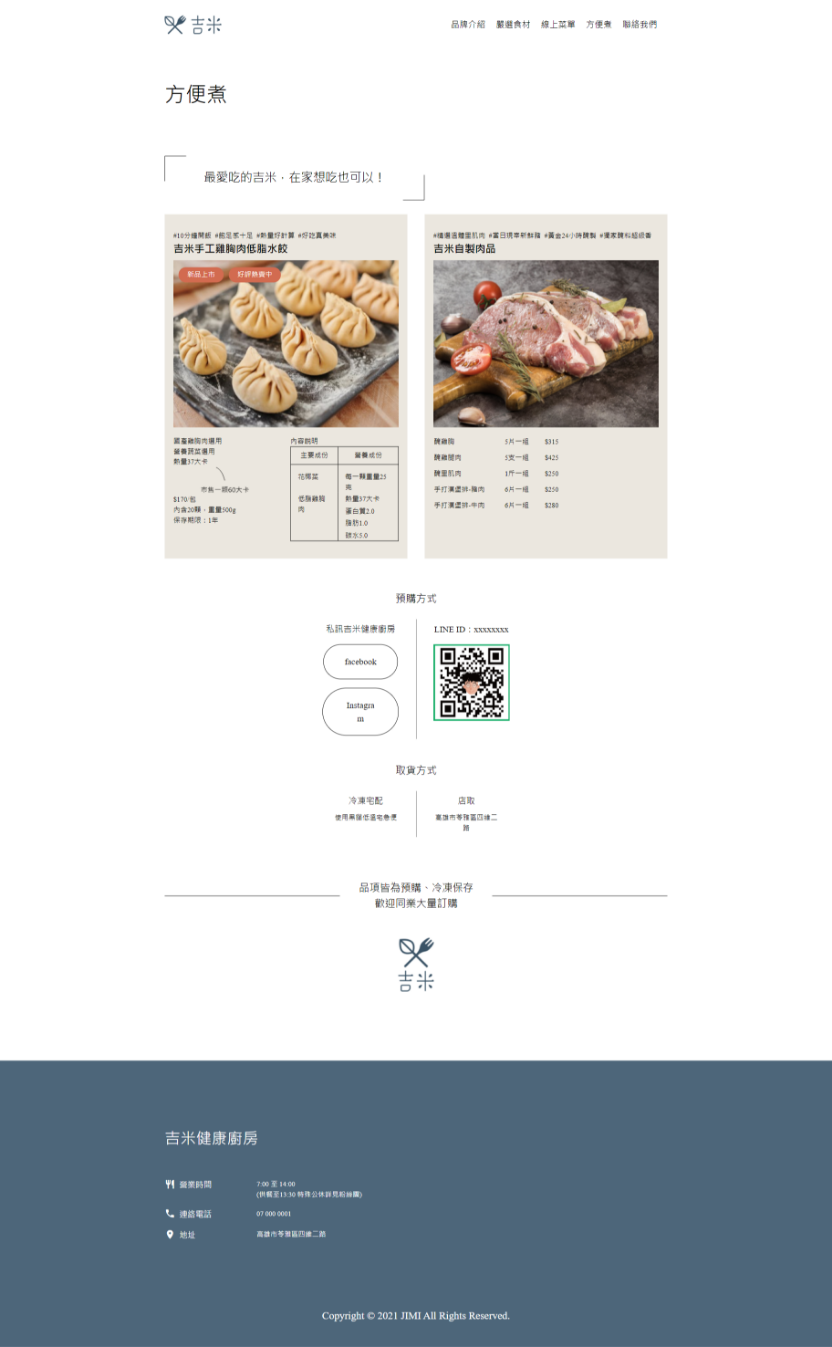 吉米
品牌介紹 嚴選食材 線上菜單 方便煮 聯絡我們
方便煮
最愛吃的吉米，在家想吃也可以！
#10分鐘開飯 #飽足感十足 #熱量好計算 #好吃真美味
吉米手工雞胸肉低脂水餃
新品上市 好評熱賣中
國產雞胸肉選用
營養蔬菜選用
熱量37大卡
市售一顆60大卡
$170/包
內含20顆、重量500g
保存期限：1年
內容說明
主要成份 營養成份
花椰菜
低脂雞胸
肉
每一顆重量25
克
熱量37大卡
蛋白質2.0
脂肪1.0
碳水5.0
#精選溫體里肌肉 #當日現宰新鮮豬 #黃金24小時醃製 #獨家醃料超級香
吉米自製肉品
醃雞胸 5片一組 $315
醃雞腿肉 5支一組 $425
醃里肌肉 1斤一組 $250
手打漢堡排-豬肉 6片一組 $250
手打漢堡排-牛肉 6片一組 $280
預購方式
私訊吉米健康廚房
facebook
Instagra
m
LINE ID：xxxxxxxx
取貨方式
冷凍宅配
使用黑貓低溫宅急便
店取
高雄市苓雅區四維二
路
品項皆為預購、冷凍保存
歡迎同業大量訂購
吉米
吉米健康廚房
營業時間 7:00 至 14:00
(供餐至13:30 特殊公休詳見粉絲團)
連絡電話 07 000 0001
地址 高雄市苓雅區四維二路
Copyright © 2021 JIMI All Rights Reserved.